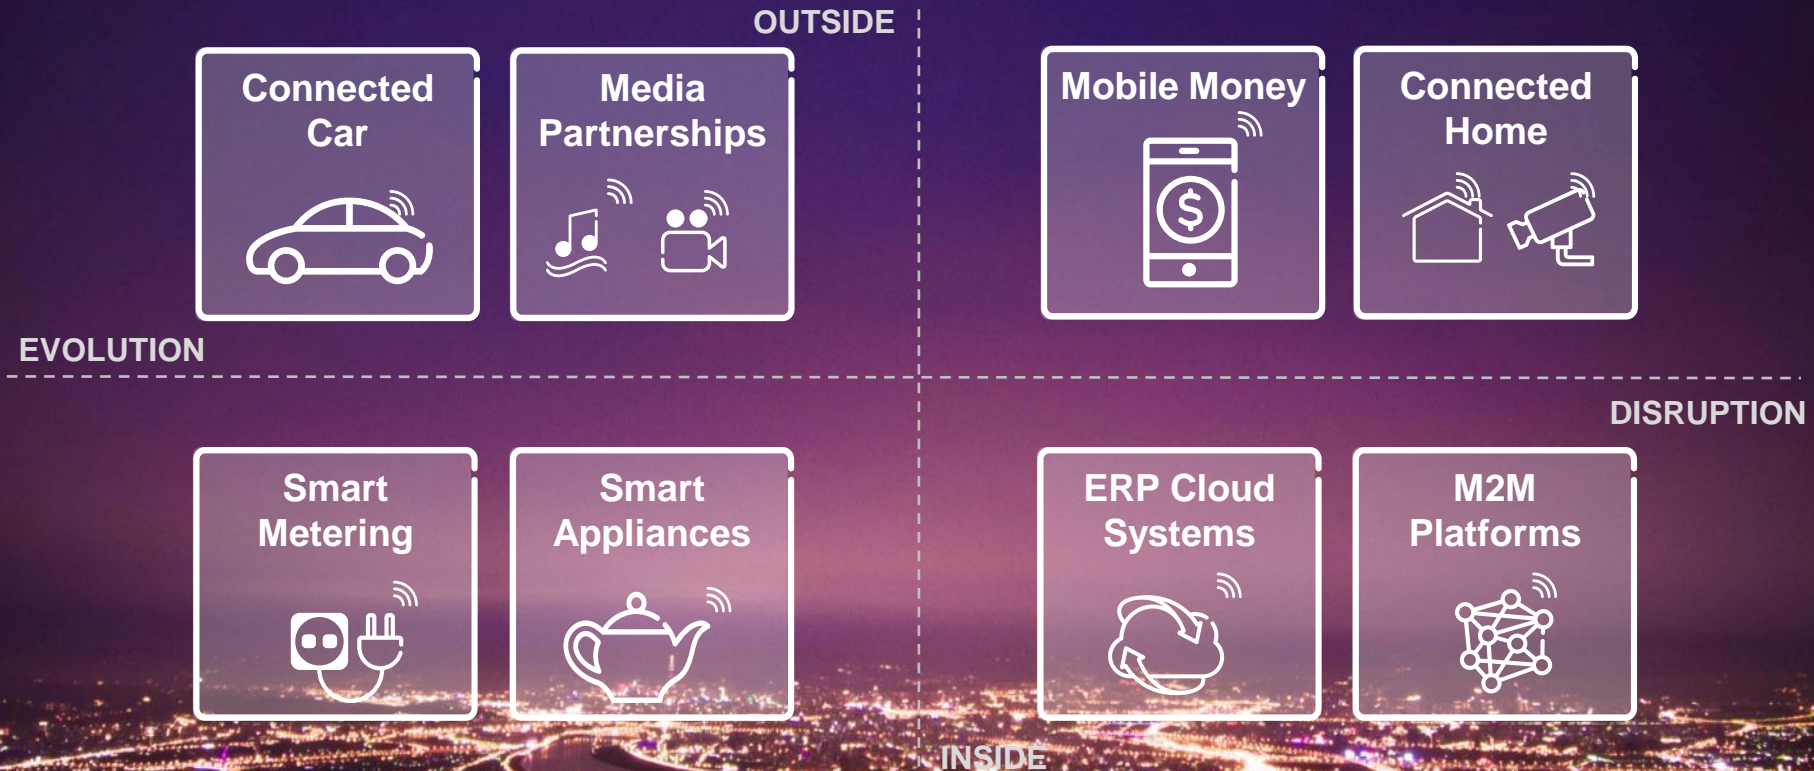 OUTSIDE
Connected
Car
Media
Partnerships
Mobile Money
$
Connected
Home
EVOLUTION
DISRUPTION
Smart
Metering
Smart
Appliances
ERP Cloud
Systems
M2M
Platforms
INSIDE